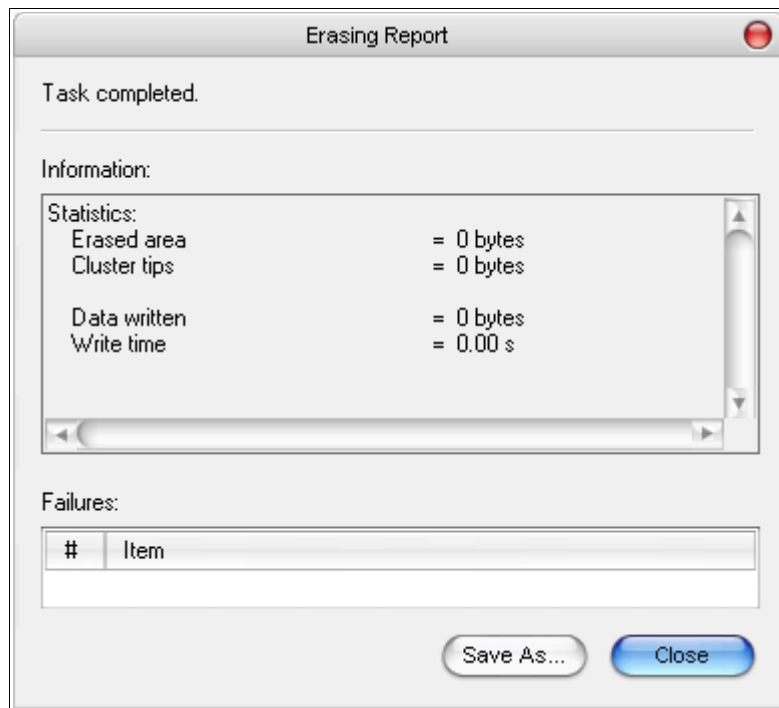 Erasing Report
Task completed.
Information:
Statistics:
Erased area = 0 bytes
Cluster tips = 0 bytes
Data written = 0 bytes
Write time = 0.00 s
Failures:
# Item
Save As... Close